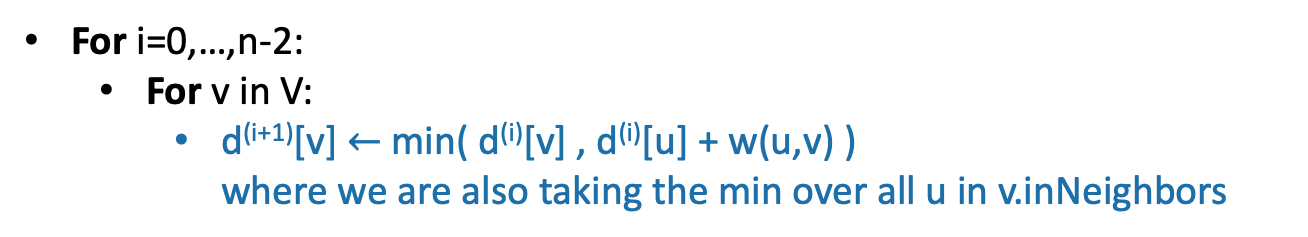 • For i=0,...,n-2:
• For v in V:
• d⁽ⁱ⁺¹⁾[v] ← min( d⁽ⁱ⁾[v] , d⁽ⁱ⁾[u] + w(u,v) )
where we are also taking the min over all u in v.inNeighbors